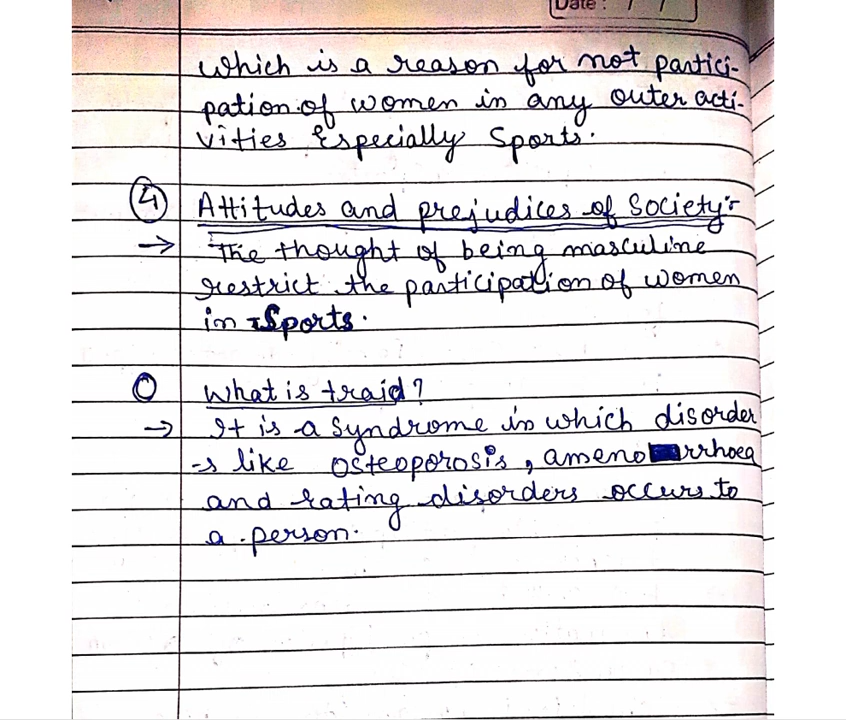 Date : / /
which is a reason for not partici-
pation of women in any outer acti-
vities Especially Sports.
④ Attitudes and prejudices of Society:-
→ The thought of being masculine
restrict the participation of women
in Sports.
O What is traid?
→ It is a syndrome in which disorder
-s like osteoporosis, amenorrhoea
and eating disorders occurs to
a person.